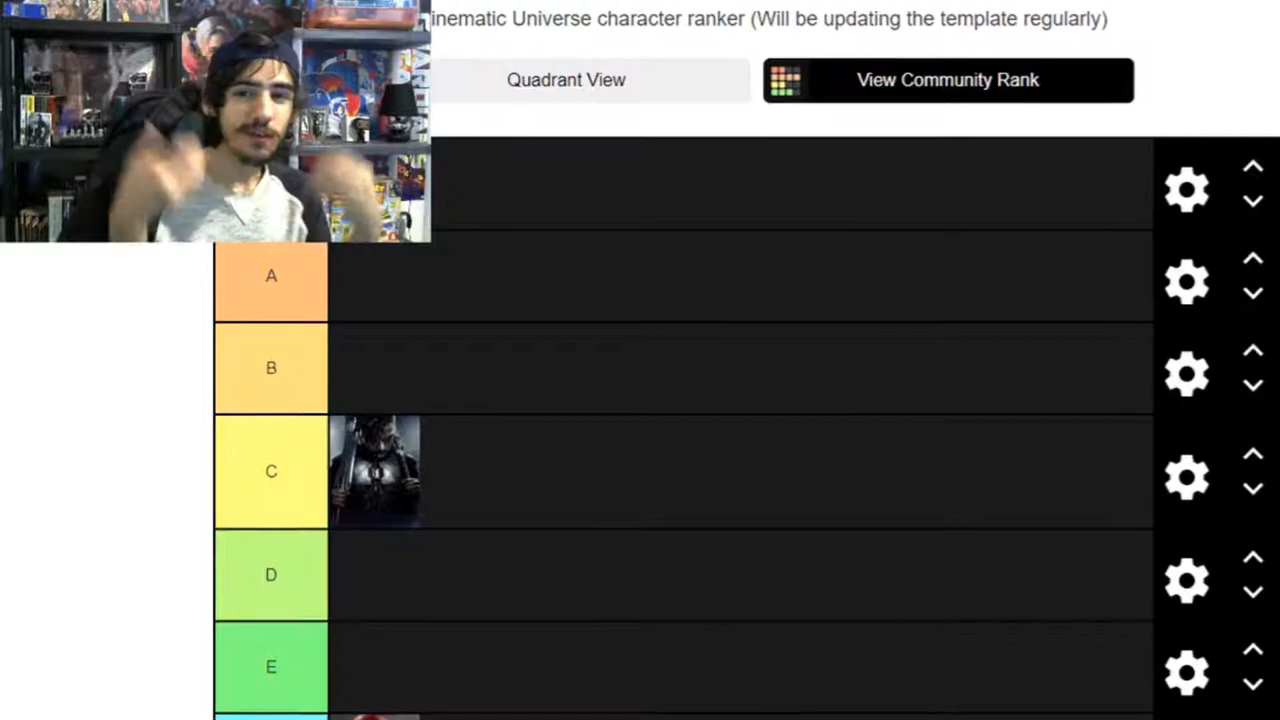 inematic Universe character ranker (Will be updating the template regularly)
Quadrant View
View Community Rank
A
B
C
D
E